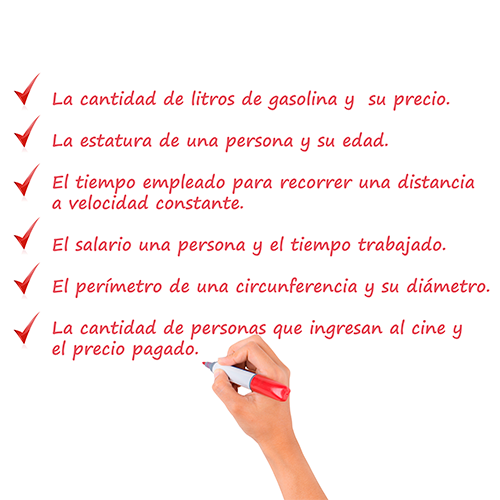 La cantidad de litros de gasolina y su precio.
La estatura de una persona y su edad.
El tiempo empleado para recorrer una distancia
a velocidad constante.
El salario una persona y el tiempo trabajado.
El perímetro de una circunferencia y su diámetro.
La cantidad de personas que ingresan al cine y
el precio pagado.